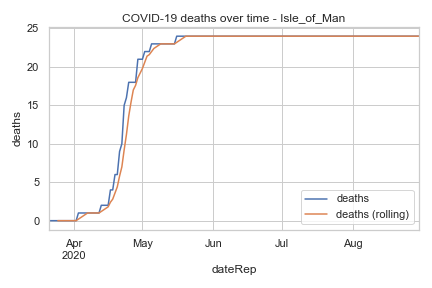 COVID-19 deaths over time - Isle_of_Man
deaths
25
20
15
10
5
0
Apr
2020
May
Jun
Jul
Aug
dateRep
deaths
deaths (rolling)